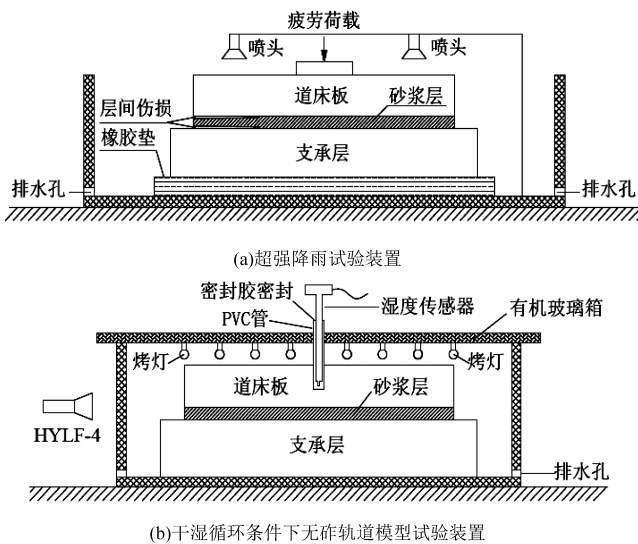 疲劳荷载
喷头
喷头
道床板
砂浆层
层间伤损
橡胶垫
支承层
排水孔
排水孔
(a)超强降雨试验装置
密封胶密封
湿度传感器
PVC管
有机玻璃箱
烤灯
烤灯
道床板
砂浆层
HYLF-4
支承层
排水孔
(b)干湿循环条件下无砟轨道模型试验装置